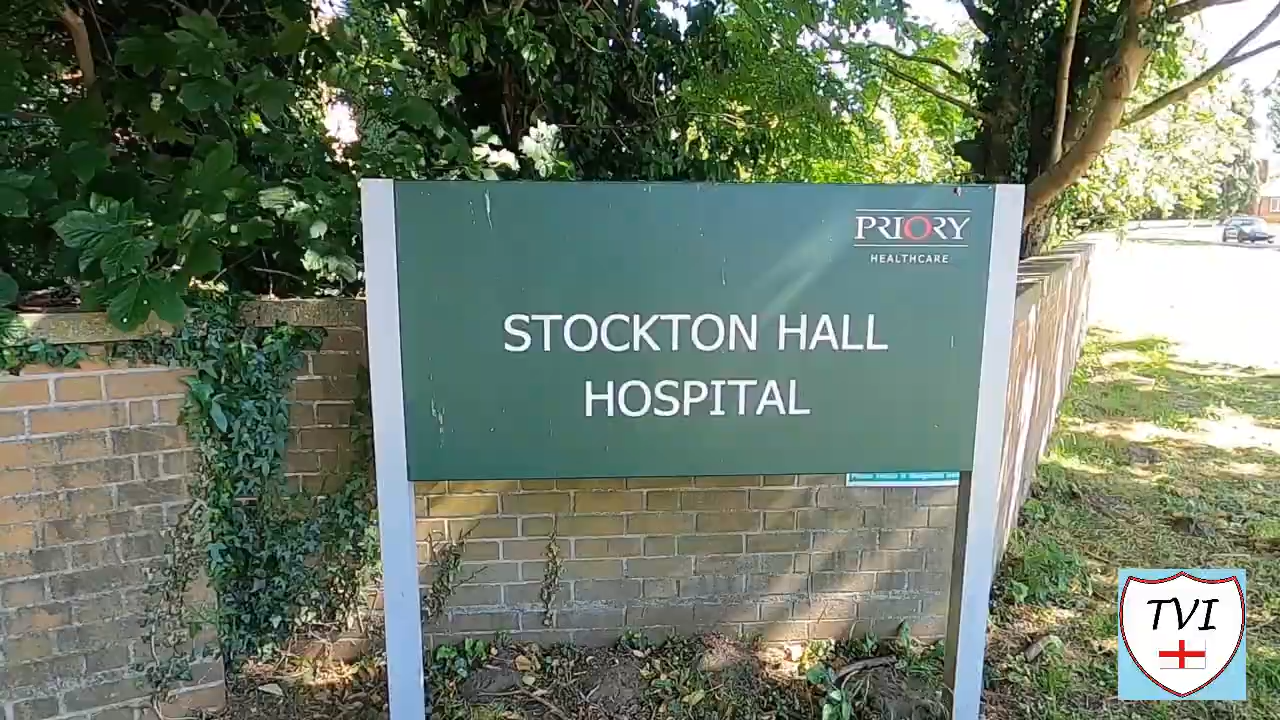 PRIORY
HEALTHCARE
STOCKTON HALL
HOSPITAL
TVI